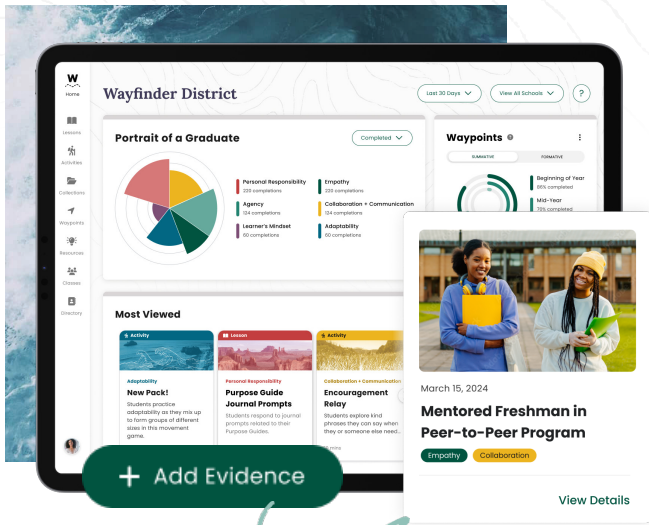 W
Home
Lessons
Activities
Collections
Waypoints
Resources
Classes
Directory
Wayfinder District
Last 30 Days
View All Schools
?
Portrait of a Graduate
Completed
Personal Responsibility
220 completions
Agency
124 completions
Learner's Mindset
60 completions
Empathy
220 completions
Collaboration + Communication
124 completions
Adaptability
60 completions
Waypoints
SUMMATIVE
FORMATIVE
Beginning of Year
86% completed
Mid-Year
78% completed
Most Viewed
Activity
Adaptability
New Pack!
Students practice
adaptability as they mix up
to form groups of different
sizes in this movement
game.
Lesson
Personal Responsibility
Purpose Guide
Journal Prompts
Students respond to journal
prompts related to their
Purpose Guides.
Activity
Collaboration + Communication
Encouragement
Relay
Students explore kind
phrases they can say when
they or someone else need...
mins
+ Add Evidence
March 15, 2024
Mentored Freshman in
Peer-to-Peer Program
Empathy
Collaboration
View Details